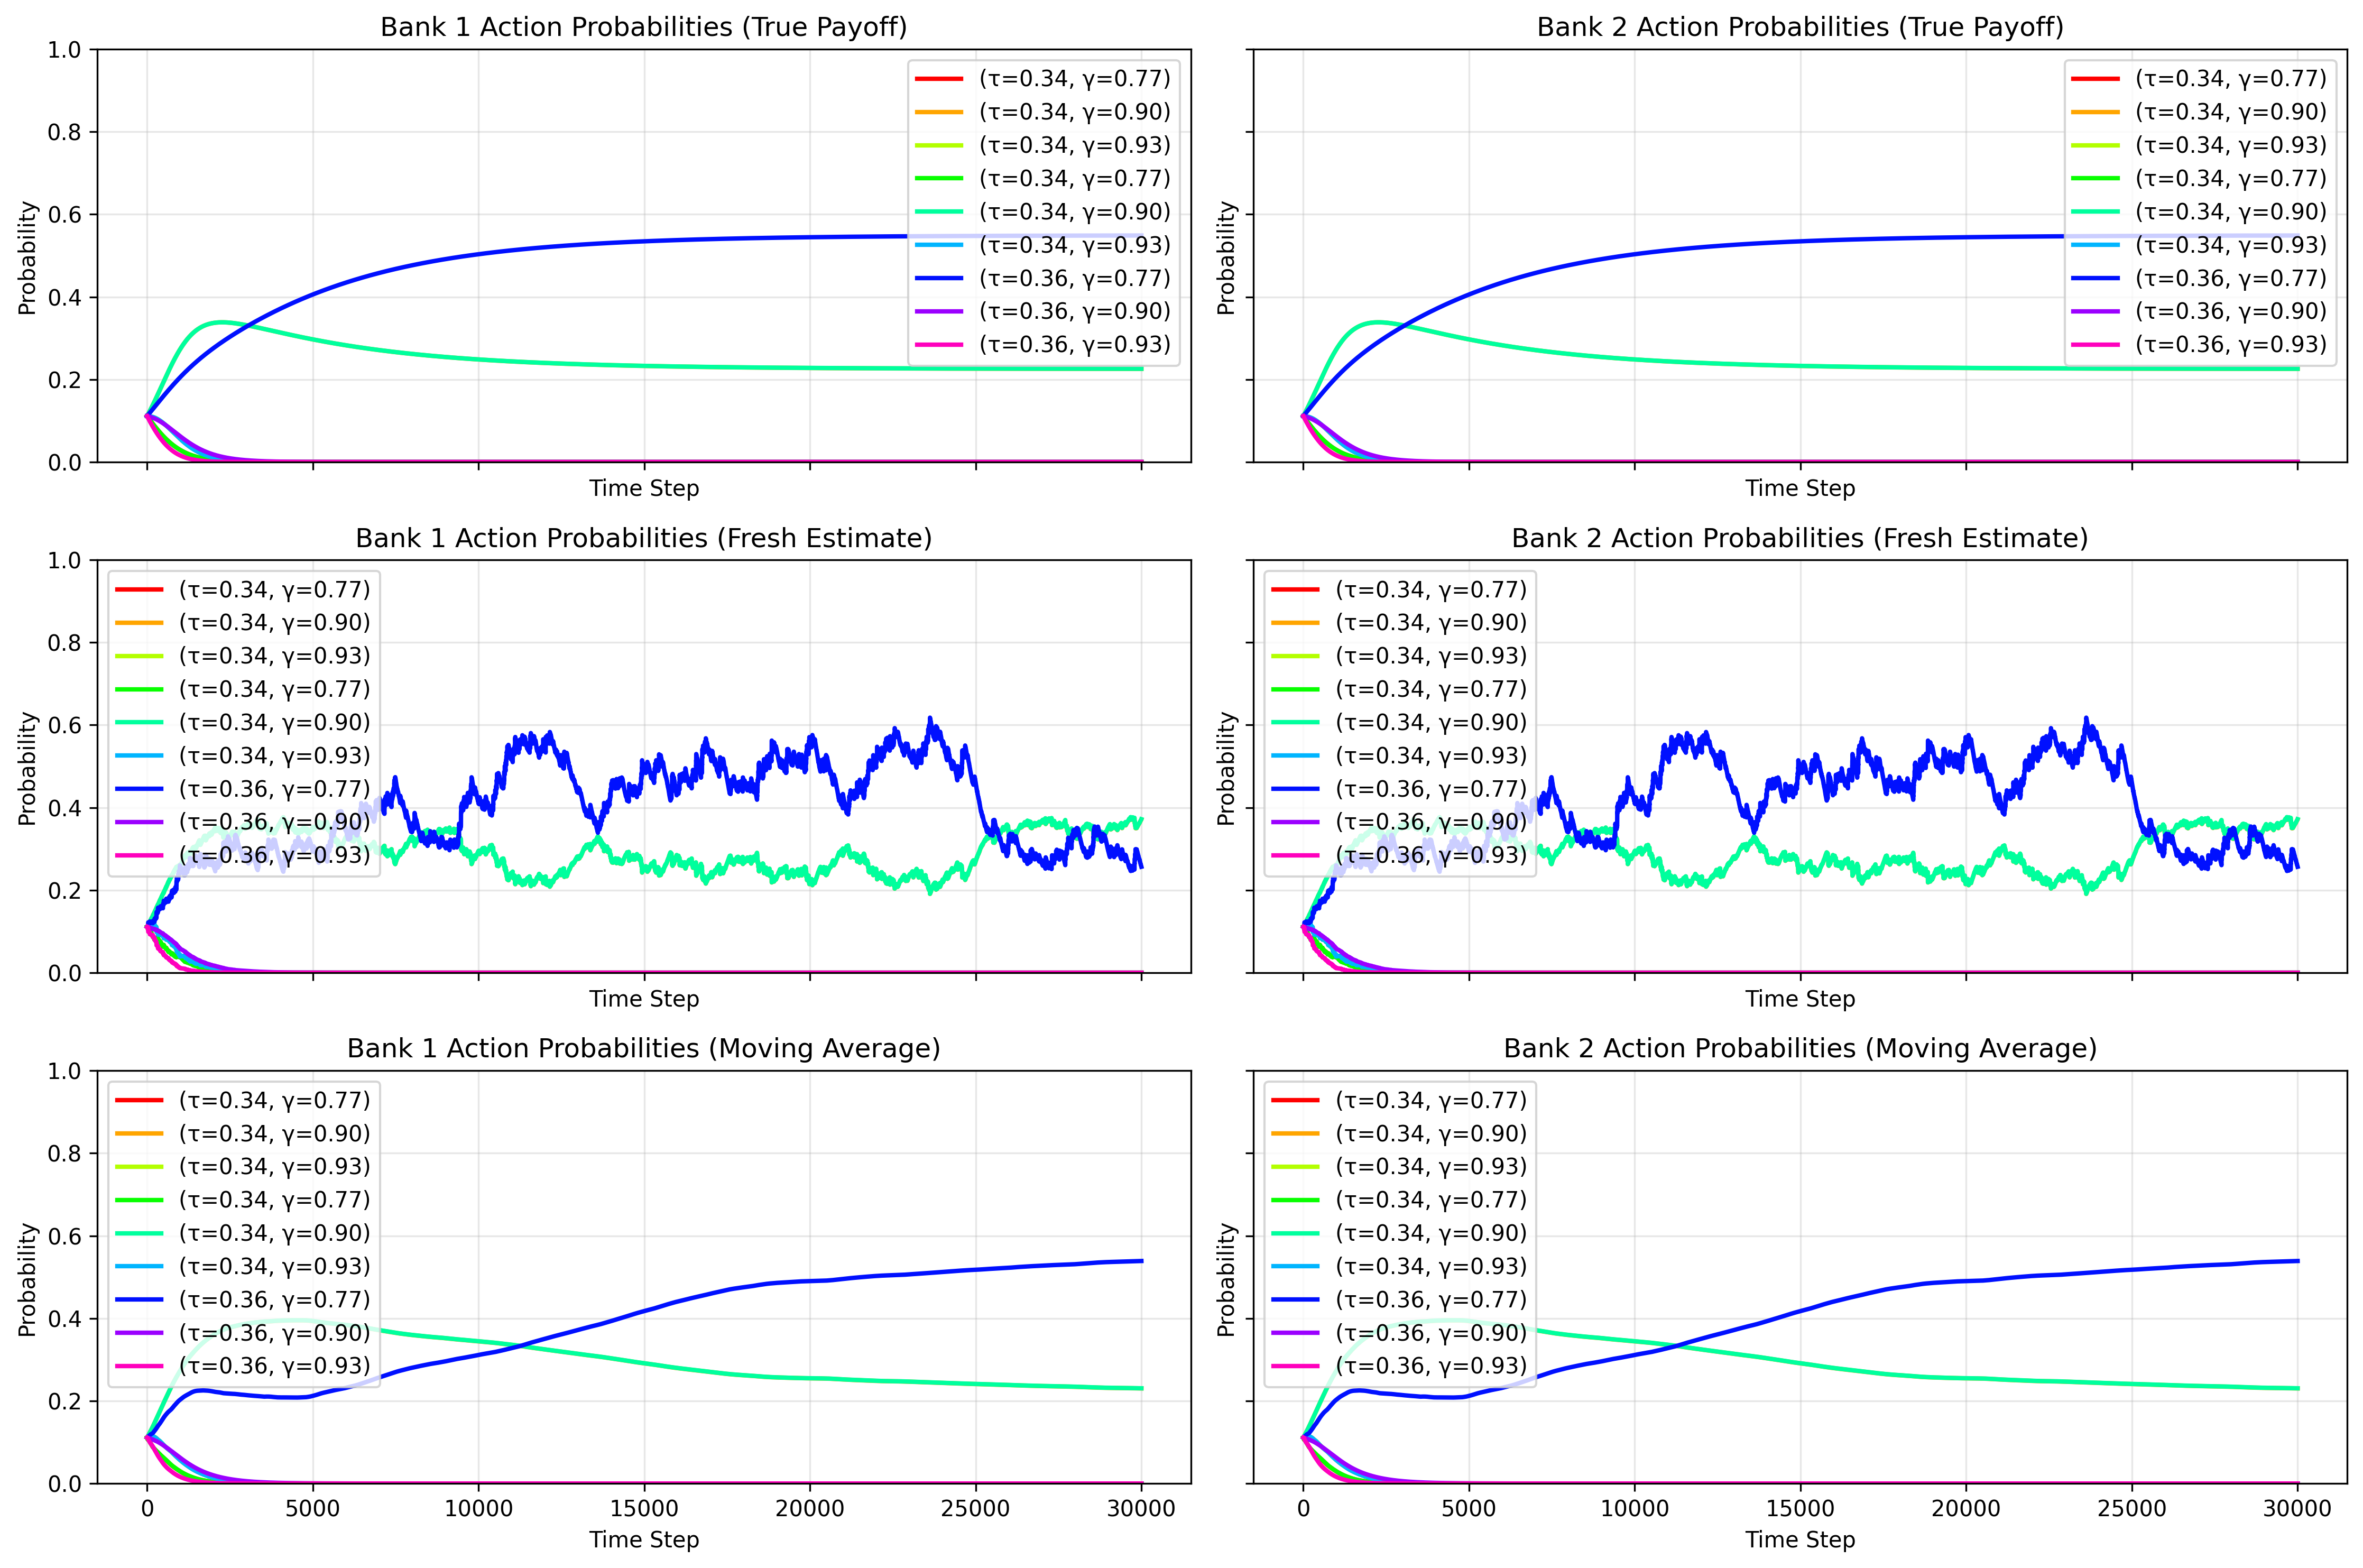 Bank 1 Action Probabilities (True Payoff)
1.0
0.8
0.6
0.4
0.2
0.0
Probability
Time Step
(τ=0.34, γ=0.77)
(τ=0.34, γ=0.90)
(τ=0.34, γ=0.93)
(τ=0.34, γ=0.77)
(τ=0.34, γ=0.90)
(τ=0.34, γ=0.93)
(τ=0.36, γ=0.77)
(τ=0.36, γ=0.90)
(τ=0.36, γ=0.93)
Bank 2 Action Probabilities (True Payoff)
Probability
Time Step
(τ=0.34, γ=0.77)
(τ=0.34, γ=0.90)
(τ=0.34, γ=0.93)
(τ=0.34, γ=0.77)
(τ=0.34, γ=0.90)
(τ=0.34, γ=0.93)
(τ=0.36, γ=0.77)
(τ=0.36, γ=0.90)
(τ=0.36, γ=0.93)
Bank 1 Action Probabilities (Fresh Estimate)
1.0
0.8
0.6
0.4
0.2
0.0
Probability
Time Step
(τ=0.34, γ=0.77)
(τ=0.34, γ=0.90)
(τ=0.34, γ=0.93)
(τ=0.34, γ=0.77)
(τ=0.34, γ=0.90)
(τ=0.34, γ=0.93)
(τ=0.36, γ=0.77)
(τ=0.36, γ=0.90)
(τ=0.36, γ=0.93)
Bank 2 Action Probabilities (Fresh Estimate)
Probability
Time Step
(τ=0.34, γ=0.77)
(τ=0.34, γ=0.90)
(τ=0.34, γ=0.93)
(τ=0.34, γ=0.77)
(τ=0.34, γ=0.90)
(τ=0.34, γ=0.93)
(τ=0.36, γ=0.77)
(τ=0.36, γ=0.90)
(τ=0.36, γ=0.93)
Bank 1 Action Probabilities (Moving Average)
1.0
0.8
0.6
0.4
0.2
0.0
Probability
(τ=0.34, γ=0.77)
(τ=0.34, γ=0.90)
(τ=0.34, γ=0.93)
(τ=0.34, γ=0.77)
(τ=0.34, γ=0.90)
(τ=0.34, γ=0.93)
(τ=0.36, γ=0.77)
(τ=0.36, γ=0.90)
(τ=0.36, γ=0.93)
0 5000 10000 15000 20000 25000 30000
Time Step
Bank 2 Action Probabilities (Moving Average)
Probability
(τ=0.34, γ=0.77)
(τ=0.34, γ=0.90)
(τ=0.34, γ=0.93)
(τ=0.34, γ=0.77)
(τ=0.34, γ=0.90)
(τ=0.34, γ=0.93)
(τ=0.36, γ=0.77)
(τ=0.36, γ=0.90)
(τ=0.36, γ=0.93)
0 5000 10000 15000 20000 25000 30000
Time Step